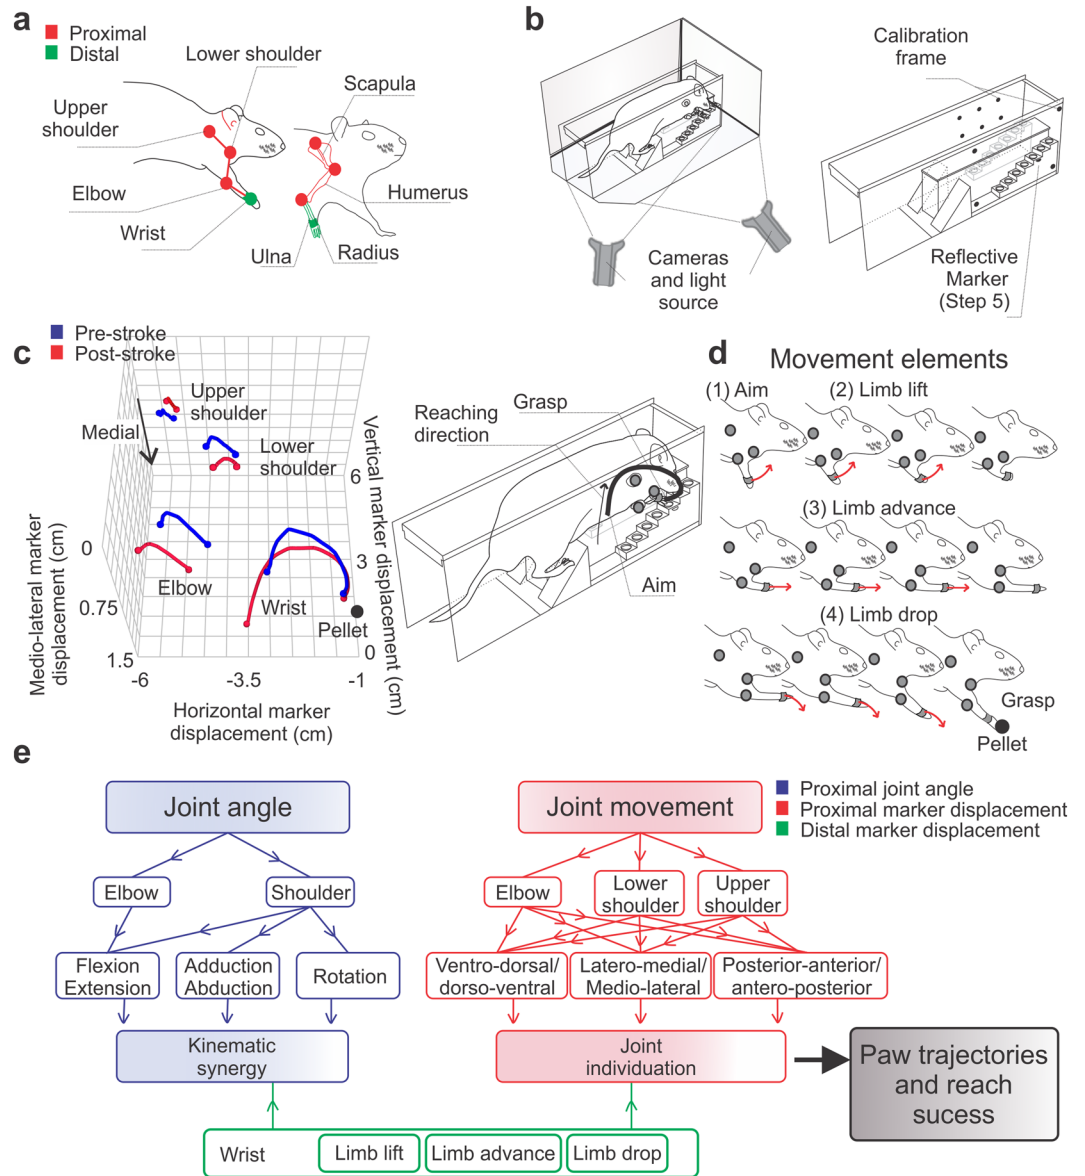 a
Proximal
Distal
Lower shoulder
Scapula
Upper
shoulder
Elbow
Humerus
Wrist
Ulna
Radius
b
Calibration
frame
Cameras
and light
source
Reflective
Marker
(Step 5)
c
Pre-stroke
Post-stroke
Upper
shoulder
Medial
Lower
shoulder
Elbow
Wrist
Pellet
Vertical marker
displacement (cm)
6
3
0
Medio-lateral marker
displacement (cm)
0
0.75
1.5
-6
-3.5
-1
Horizontal marker
displacement (cm)
Grasp
Reaching
direction
Aim
d
Movement elements
(1) Aim
(2) Limb lift
(3) Limb advance
(4) Limb drop
Grasp
Pellet
e
Proximal joint angle
Proximal marker displacement
Distal marker displacement
Joint angle
Joint movement
Elbow
Shoulder
Elbow
Lower
shoulder
Upper
shoulder
Flexion
Extension
Adduction
Abduction
Rotation
Ventro-dorsal/
dorso-ventral
Latero-medial/
Medio-lateral
Posterior-anterior/
antero-posterior
Kinematic
synergy
Joint
individuation
Paw trajectories
and reach
sucess
Wrist
Limb lift
Limb advance
Limb drop